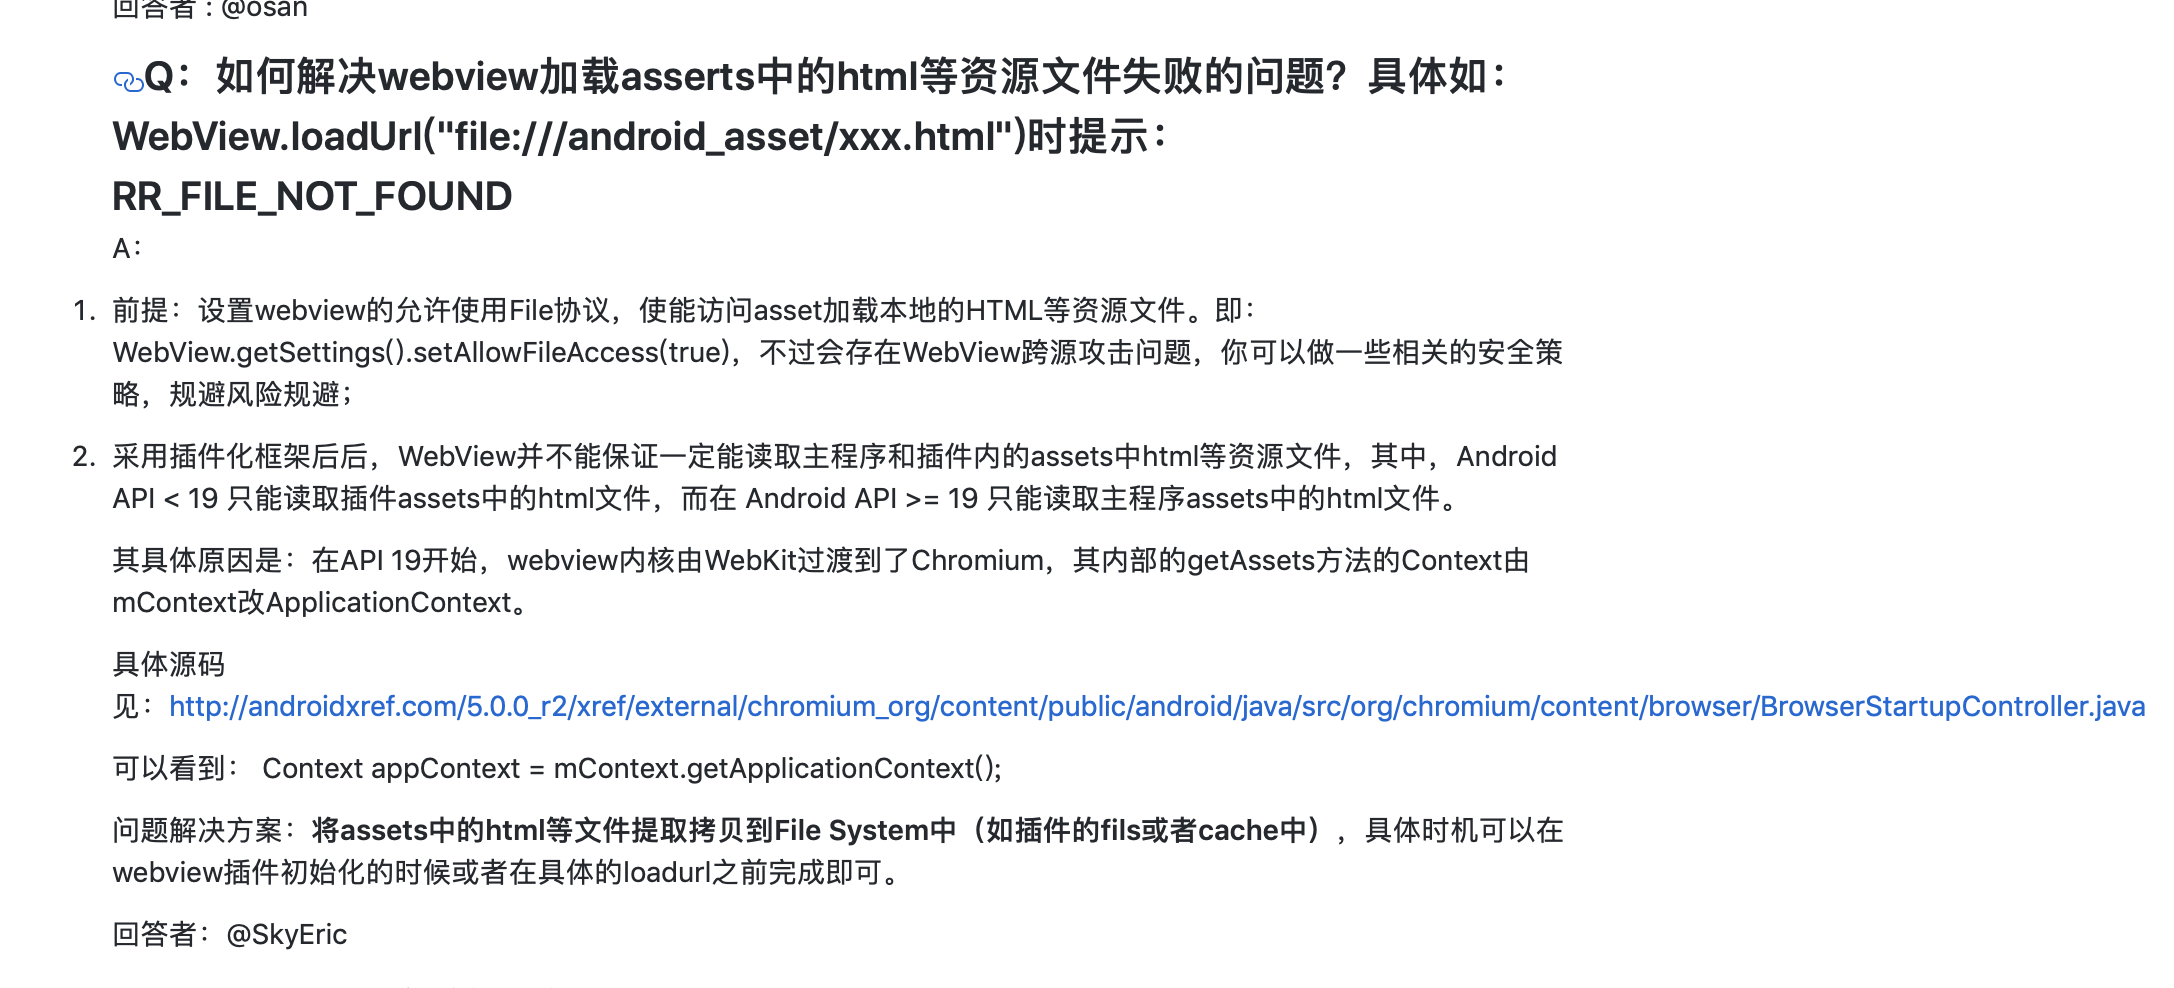 回答者 : @osan
Q：如何解决webview加载asserts中的html等资源文件失败的问题？具体如：
WebView.loadUrl("file:///android_asset/xxx.html")时提示：
RR_FILE_NOT_FOUND
A：
1. 前提：设置webview的允许使用File协议，使能访问asset加载本地的HTML等资源文件。即：
WebView.getSettings().setAllowFileAccess(true)，不过会存在WebView跨源攻击问题，你可以做一些相关的安全策
略，规避风险规避；
2. 采用插件化框架后后，WebView并不能保证一定能读取主程序和插件内的assets中html等资源文件，其中，Android
API < 19 只能读取插件assets中的html文件，而在 Android API >= 19 只能读取主程序assets中的html文件。
其具体原因是：在API 19开始，webview内核由WebKit过渡到了Chromium，其内部的getAssets方法的Context由
mContext改ApplicationContext。
具体源码
见：http://androidxref.com/5.0.0_r2/xref/external/chromium_org/content/public/android/java/src/org/chromium/content/browser/BrowserStartupController.java
可以看到： Context appContext = mContext.getApplicationContext();
问题解决方案：将assets中的html等文件提取拷贝到File System中（如插件的fils或者cache中），具体时机可以在
webview插件初始化的时候或者在具体的loadurl之前完成即可。
回答者：@SkyEric